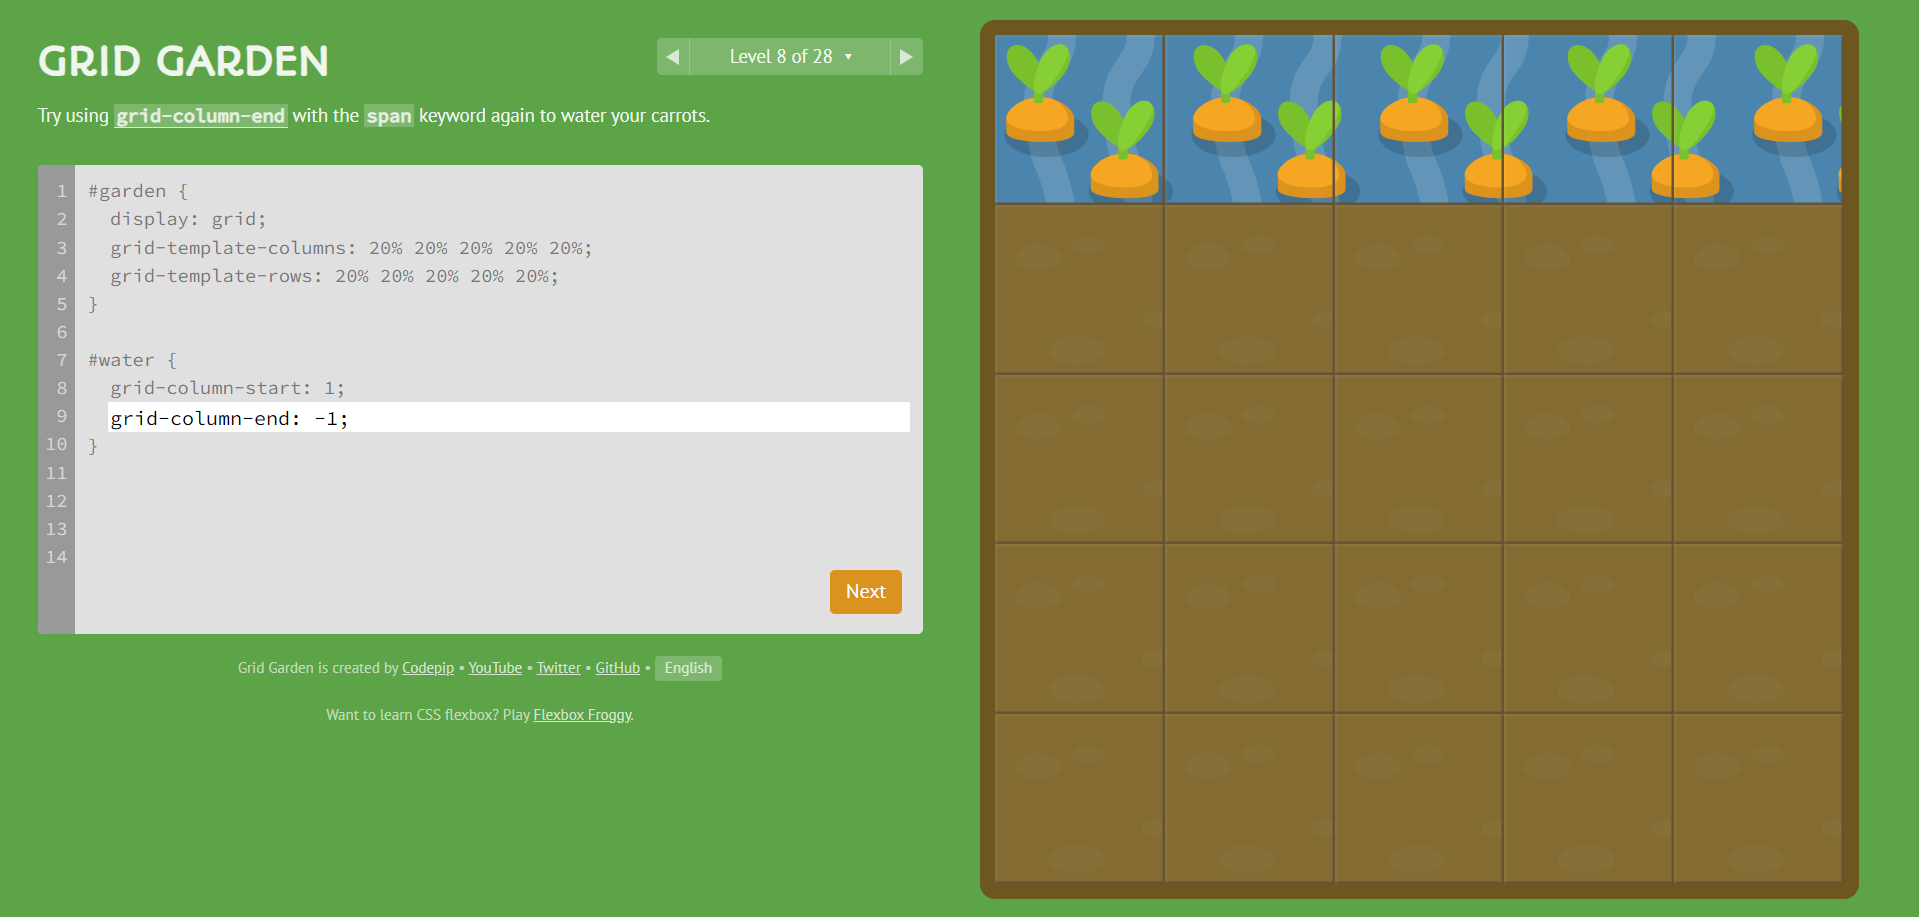 GRID GARDEN
◀ Level 8 of 28 ▾ ▶
Try using grid-column-end with the span keyword again to water your carrots.
1 #garden {
2   display: grid;
3   grid-template-columns: 20% 20% 20% 20% 20%;
4   grid-template-rows: 20% 20% 20% 20% 20%;
5 }
6
7 #water {
8   grid-column-start: 1;
9   grid-column-end: -1;
10 }
11
12
13
14
Next
Grid Garden is created by Codepip • YouTube • Twitter • GitHub • English
Want to learn CSS flexbox? Play Flexbox Froggy.